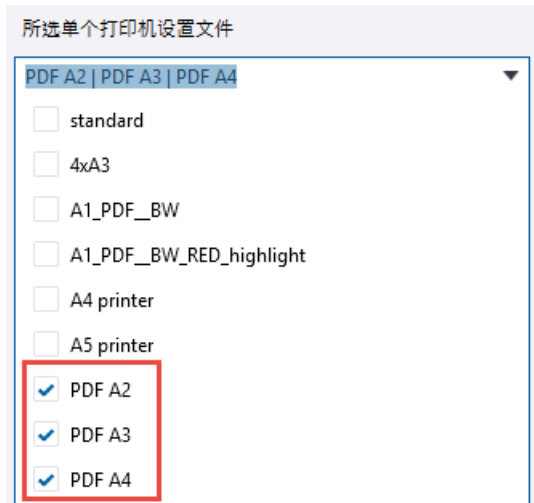 所选单个打印机设置文件
PDF A2 | PDF A3 | PDF A4
standard
4xA3
A1_PDF__BW
A1_PDF__BW_RED_highlight
A4 printer
A5 printer
PDF A2
PDF A3
PDF A4